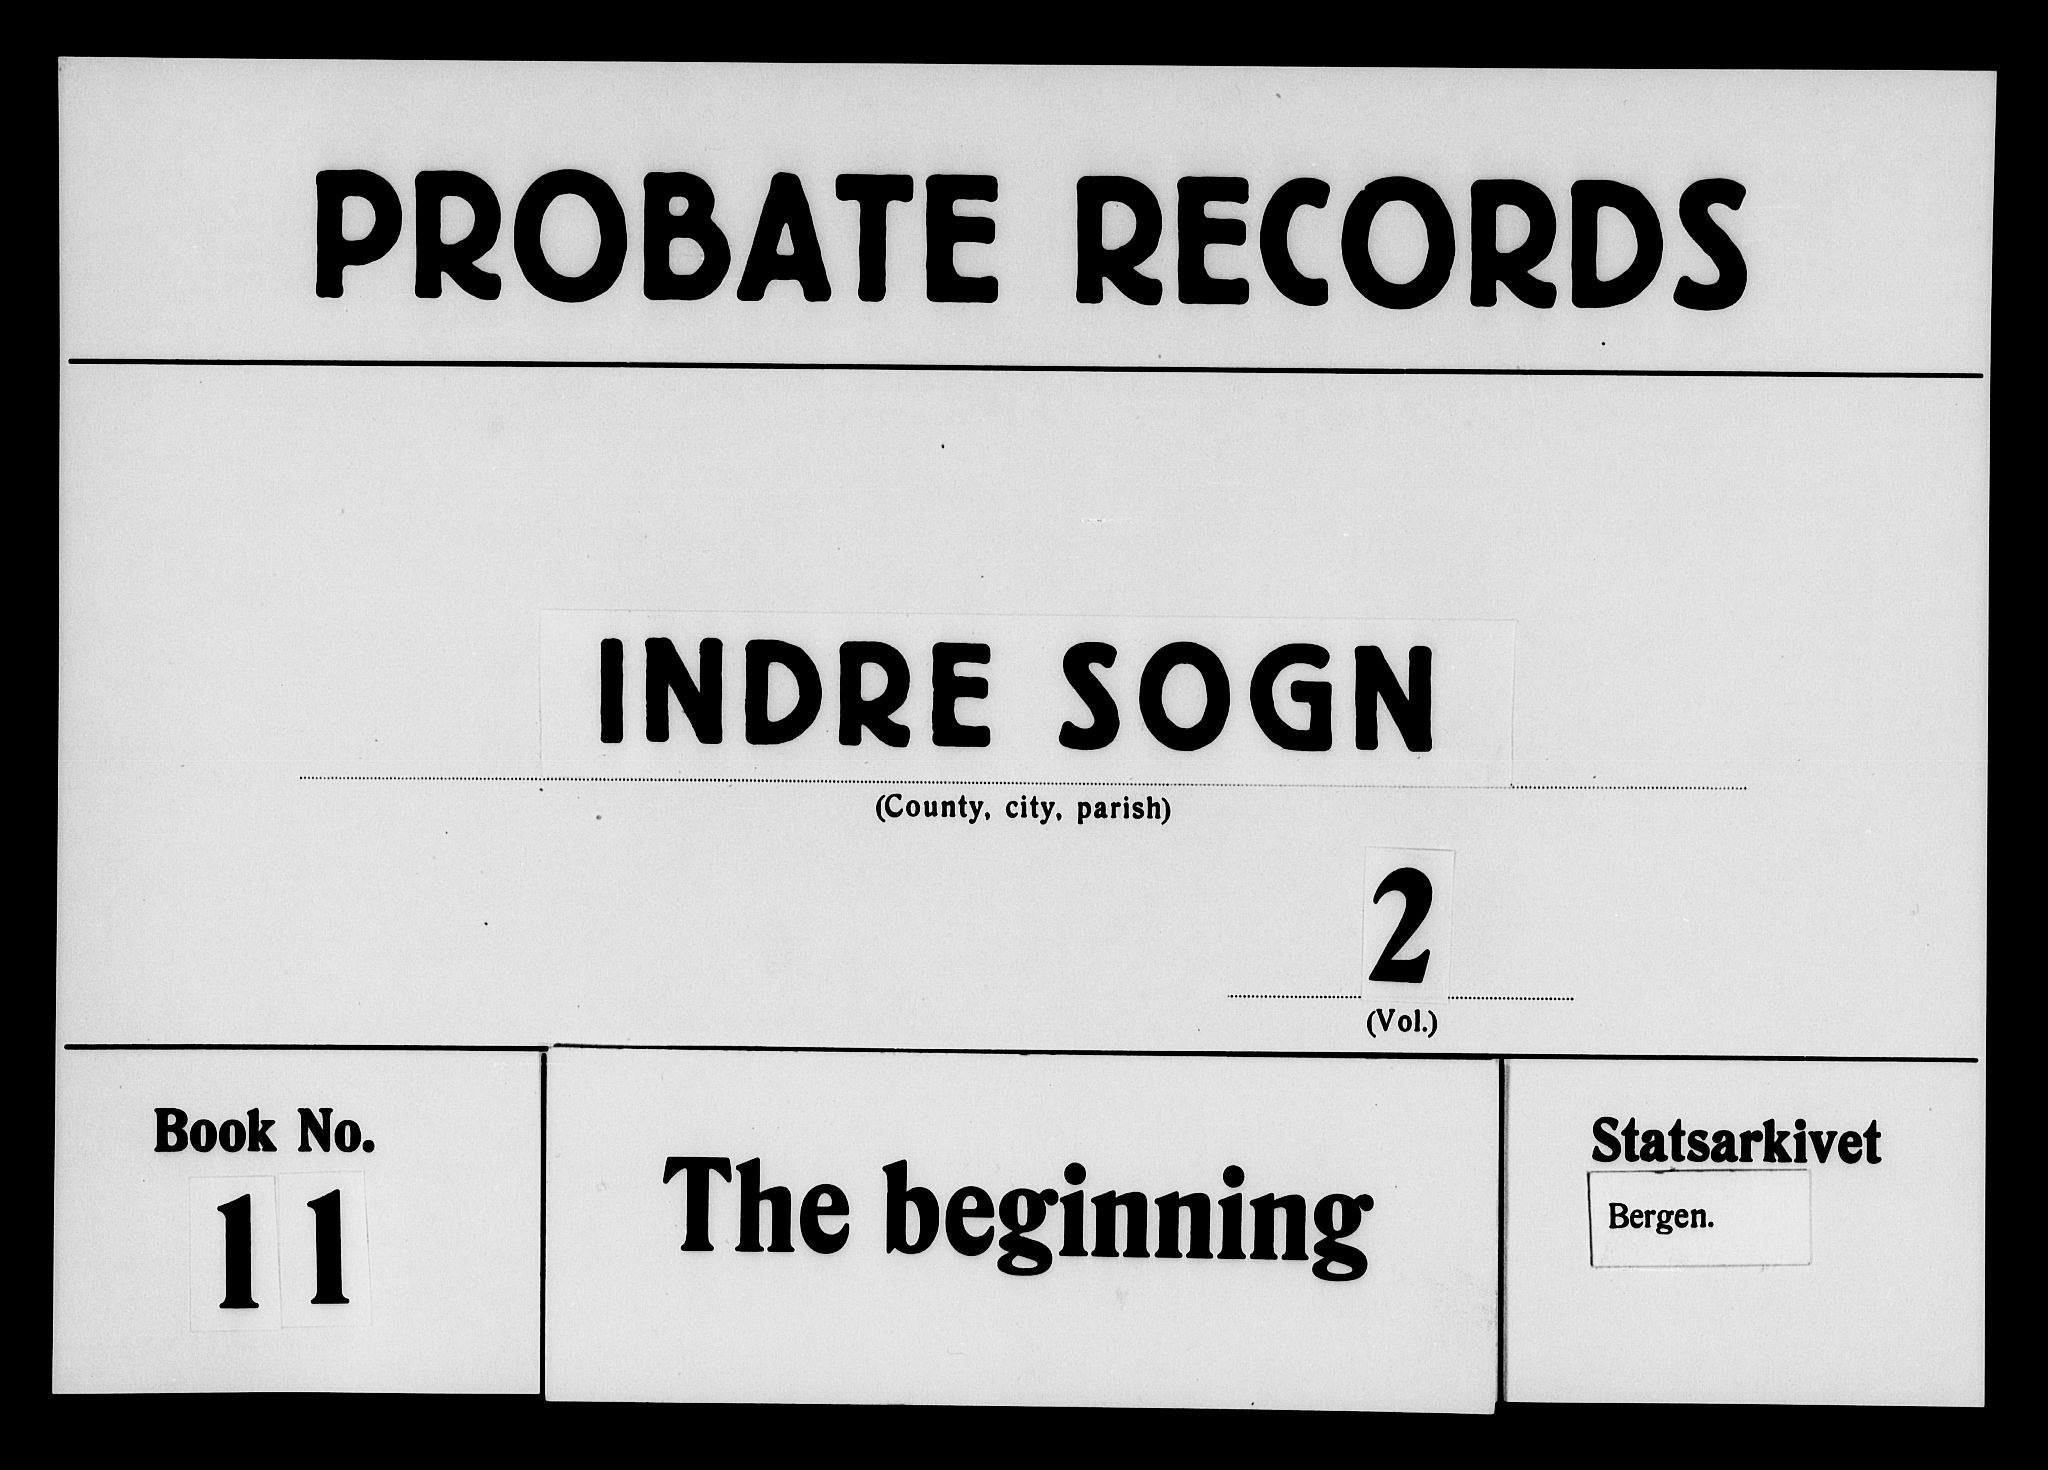 PROBATE RECORDS
INDRE SOGN
(County, city, parish)
2
(Vol.)
Book No.
11
The beginning
Statsarkivet
Bergen.